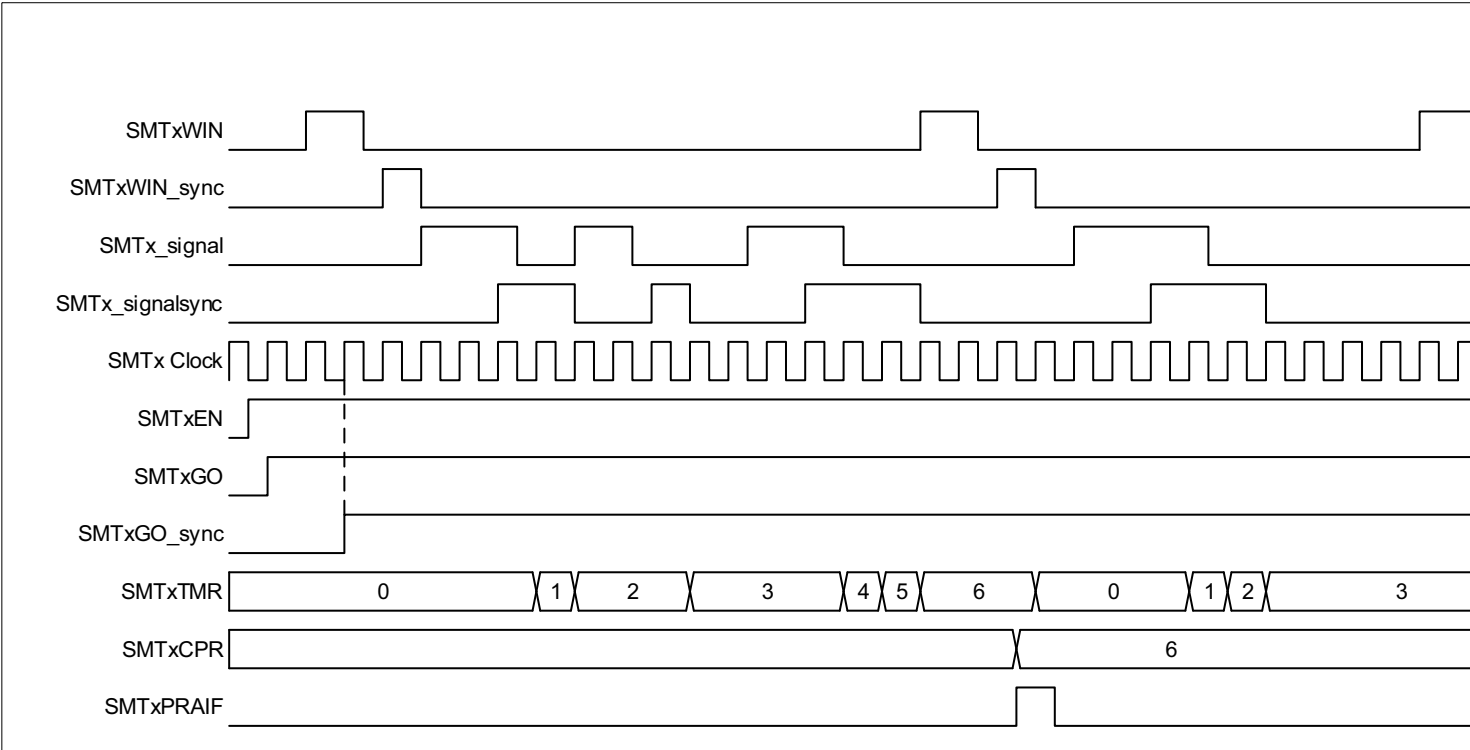 SMTxWIN
SMTxWIN_sync
SMTx_signal
SMTx_signalsync
SMTx Clock
SMTxEN
SMTxGO
SMTxGO_sync
SMTxTMR 0 1 2 3 4 5 6 0 1 2 3
SMTxCPR 6
SMTxPRAIF